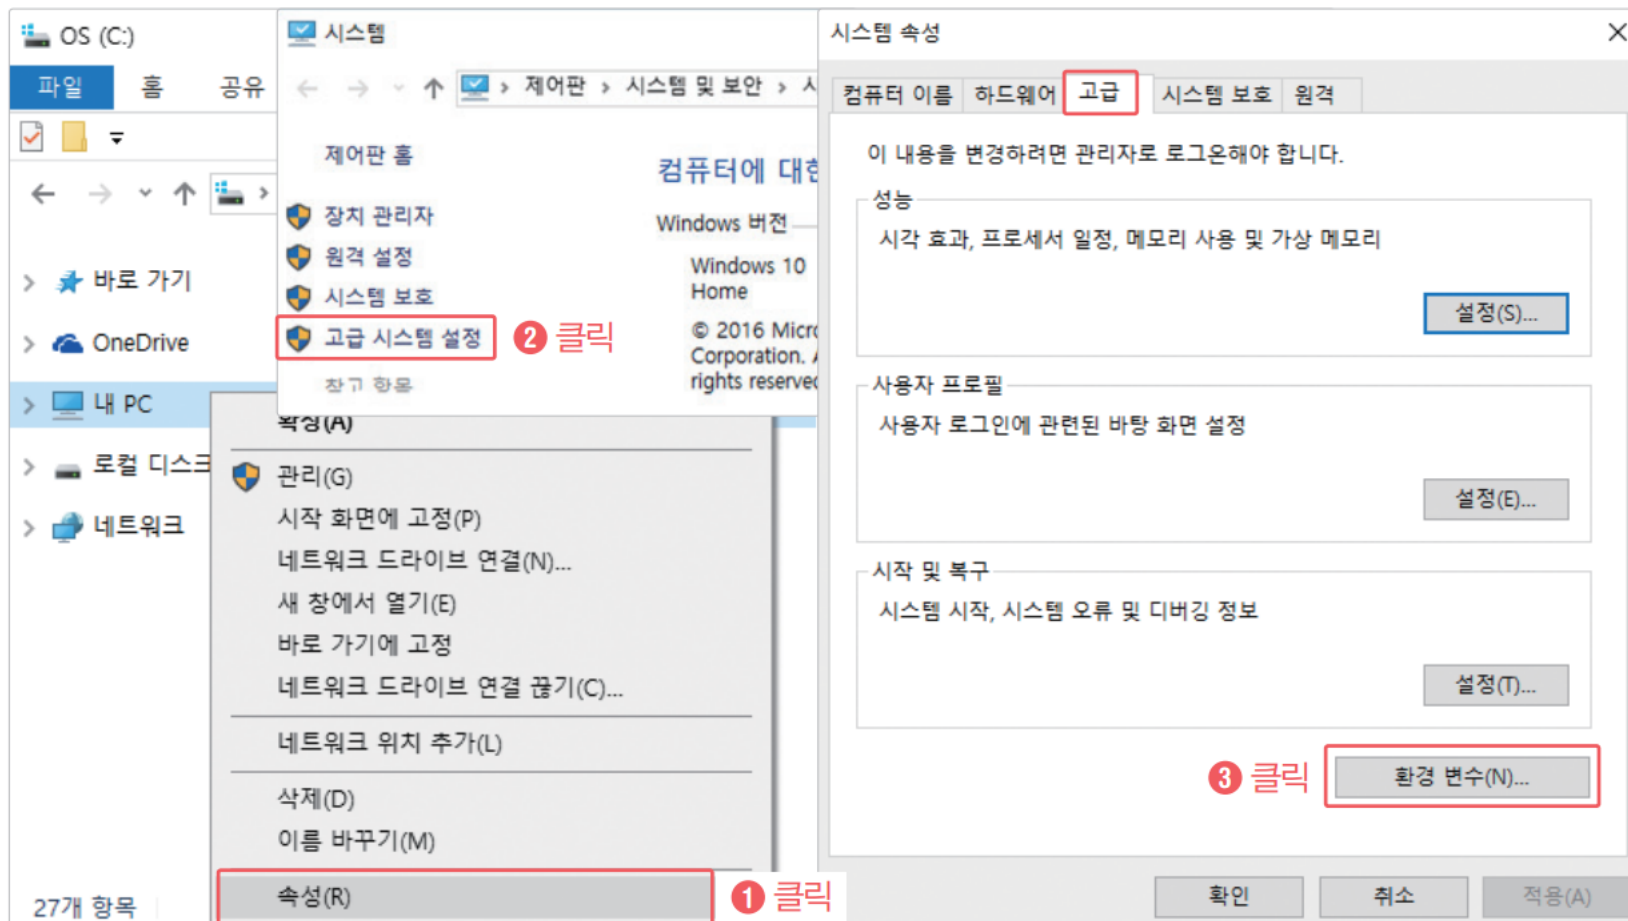 OS (C:)
파일 홈 공유
바로 가기
OneDrive
내 PC
로컬 디스크
네트워크
27개 항목
시스템
제어판 › 시스템 및 보안 ›
제어판 홈
장치 관리자
원격 설정
시스템 보호
고급 시스템 설정
❷ 클릭
참고 항목
컴퓨터에 대한
Windows 버전
Windows 10
Home
© 2016 Micro
Corporation.
rights reserved
확장(A)
관리(G)
시작 화면에 고정(P)
네트워크 드라이브 연결(N)...
새 창에서 열기(E)
바로 가기에 고정
네트워크 드라이브 연결 끊기(C)...
네트워크 위치 추가(L)
삭제(D)
이름 바꾸기(M)
속성(R)
❶ 클릭
시스템 속성
컴퓨터 이름 하드웨어 고급 시스템 보호 원격
이 내용을 변경하려면 관리자로 로그온해야 합니다.
성능
시각 효과, 프로세서 일정, 메모리 사용 및 가상 메모리
설정(S)...
사용자 프로필
사용자 로그인에 관련된 바탕 화면 설정
설정(E)...
시작 및 복구
시스템 시작, 시스템 오류 및 디버깅 정보
설정(T)...
❸ 클릭
환경 변수(N)...
확인 취소 적용(A)